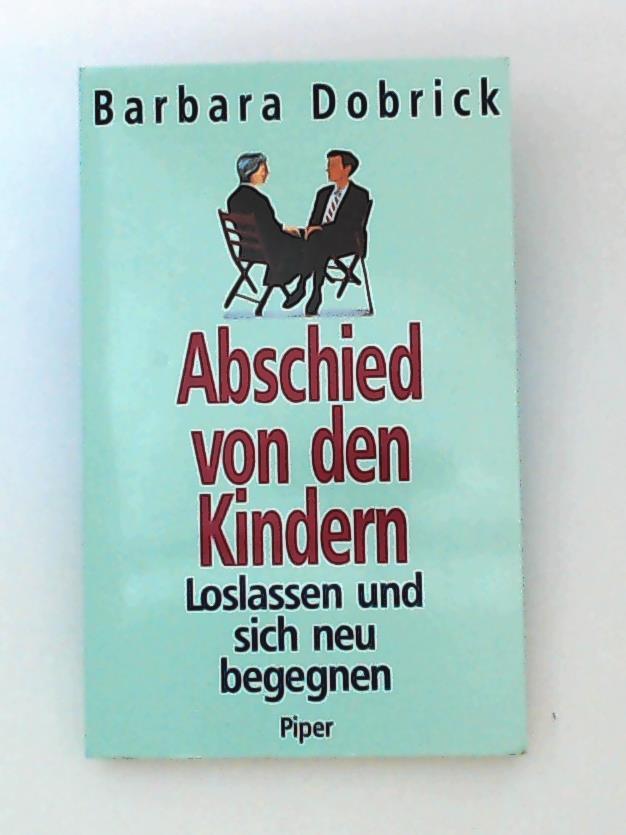 Barbara Dobrick
Abschied
von den
Kindern
Loslassen und
sich neu
begegnen
Piper